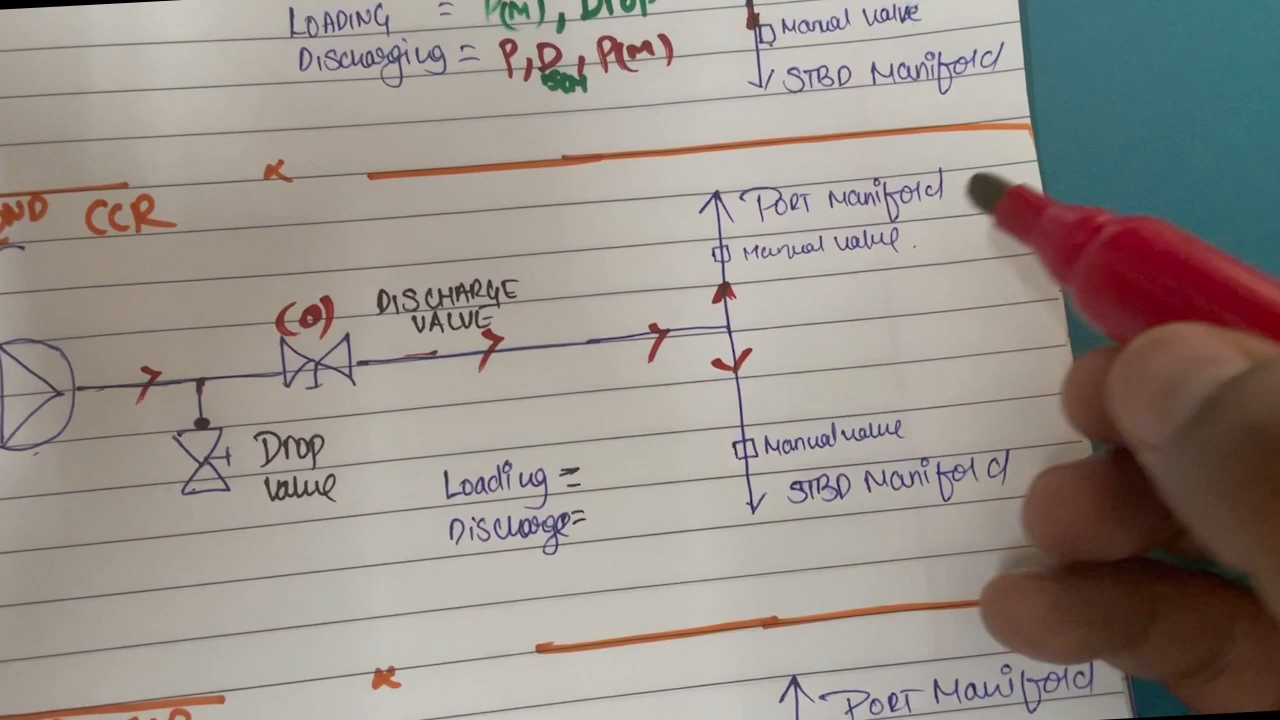 LOADING = P(M), Drop
Discharging = P, D, P(M)
Manual valve
STBD Manifold
CCR
PORT Manifold
Manual valve.
(O)
DISCHARGE
VALVE
Drop
valve
Manual valve
STBD Manifold
Loading =
Discharge=
PORT Manifold